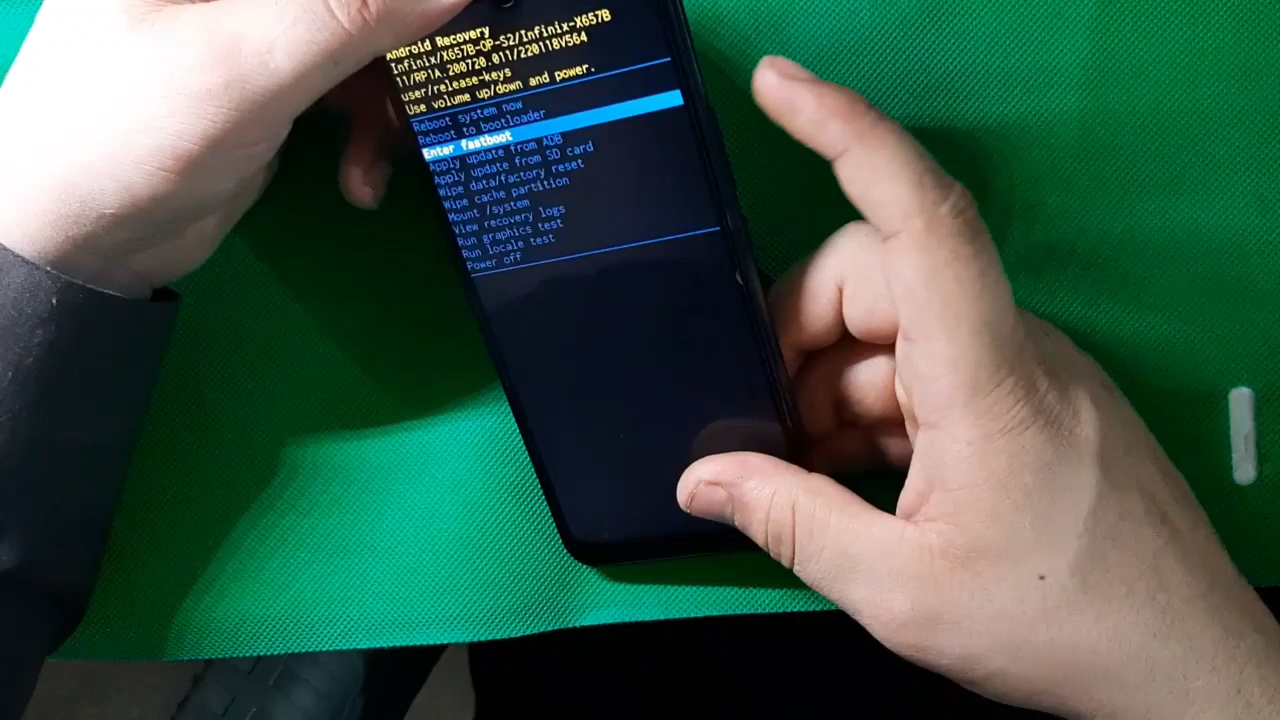 Android Recovery
Infinix/X657B-OP-S2/Infinix-X657B
11/RP1A.200720.011/220118V564
user/release-keys
Use volume up/down and power.
Reboot system now
Reboot to bootloader
Enter fastboot
Apply update from ADB
Apply update from SD card
Wipe data/factory reset
Wipe cache partition
Mount /system
View recovery logs
Run graphics test
Run locale test
Power off